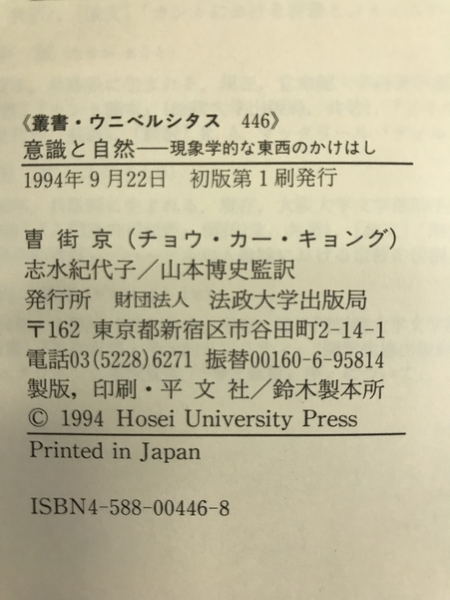 《叢書・ウニベルシタス 446》
意識と自然——現象学的な東西のかけはし
1994年9月22日 初版第1刷発行
曺街京(チョウ・カー・キョング)
志水紀代子/山本博史監訳
発行所 財団法人 法政大学出版局
〒162 東京都新宿区市谷田町2-14-1
電話03(5228)6271 振替00160-6-95814
製版,印刷・平文社/鈴木製本所
© 1994 Hosei University Press
Printed in Japan
ISBN4-588-00446-8